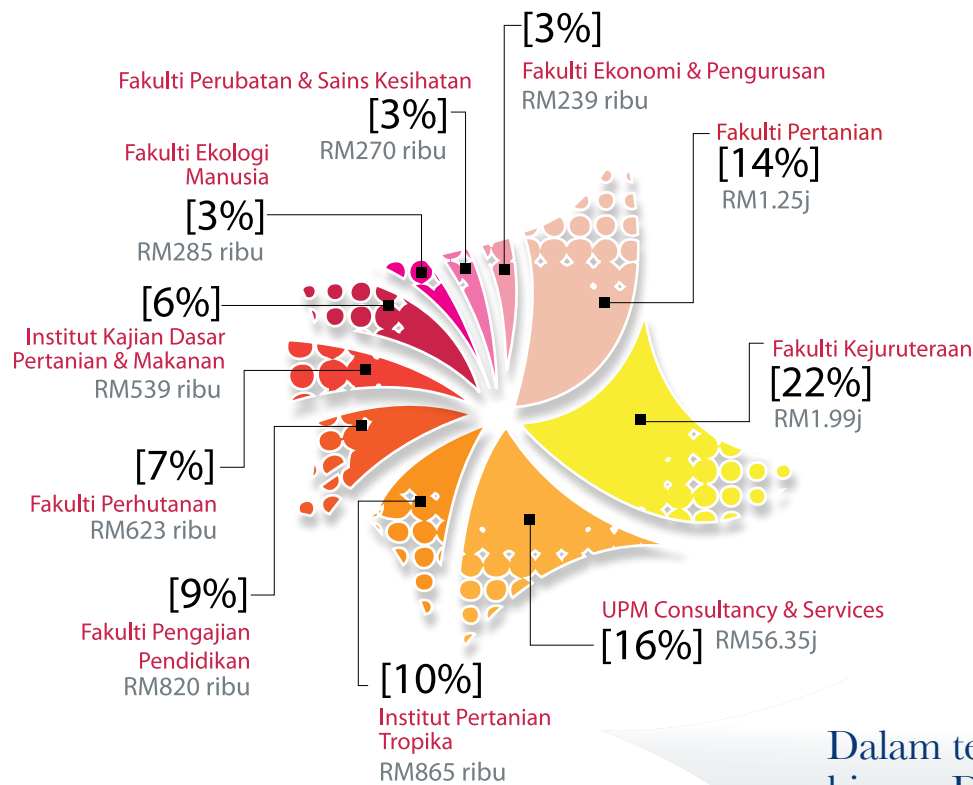 [3%]
Fakulti Ekonomi & Pengurusan
RM239 ribu
Fakulti Perubatan & Sains Kesihatan
[3%]
RM270 ribu
Fakulti Pertanian
[14%]
RM1.25j
Fakulti Ekologi
Manusia
[3%]
RM285 ribu
[6%]
Institut Kajian Dasar
Pertanian & Makanan
RM539 ribu
Fakulti Kejuruteraan
[22%]
RM1.99j
[7%]
Fakulti Perhutanan
RM623 ribu
[9%]
Fakulti Pengajian
Pendidikan
RM820 ribu
UPM Consultancy & Services
[16%] RM56.35j
[10%]
Institut Pertanian
Tropika
RM865 ribu
Dalam